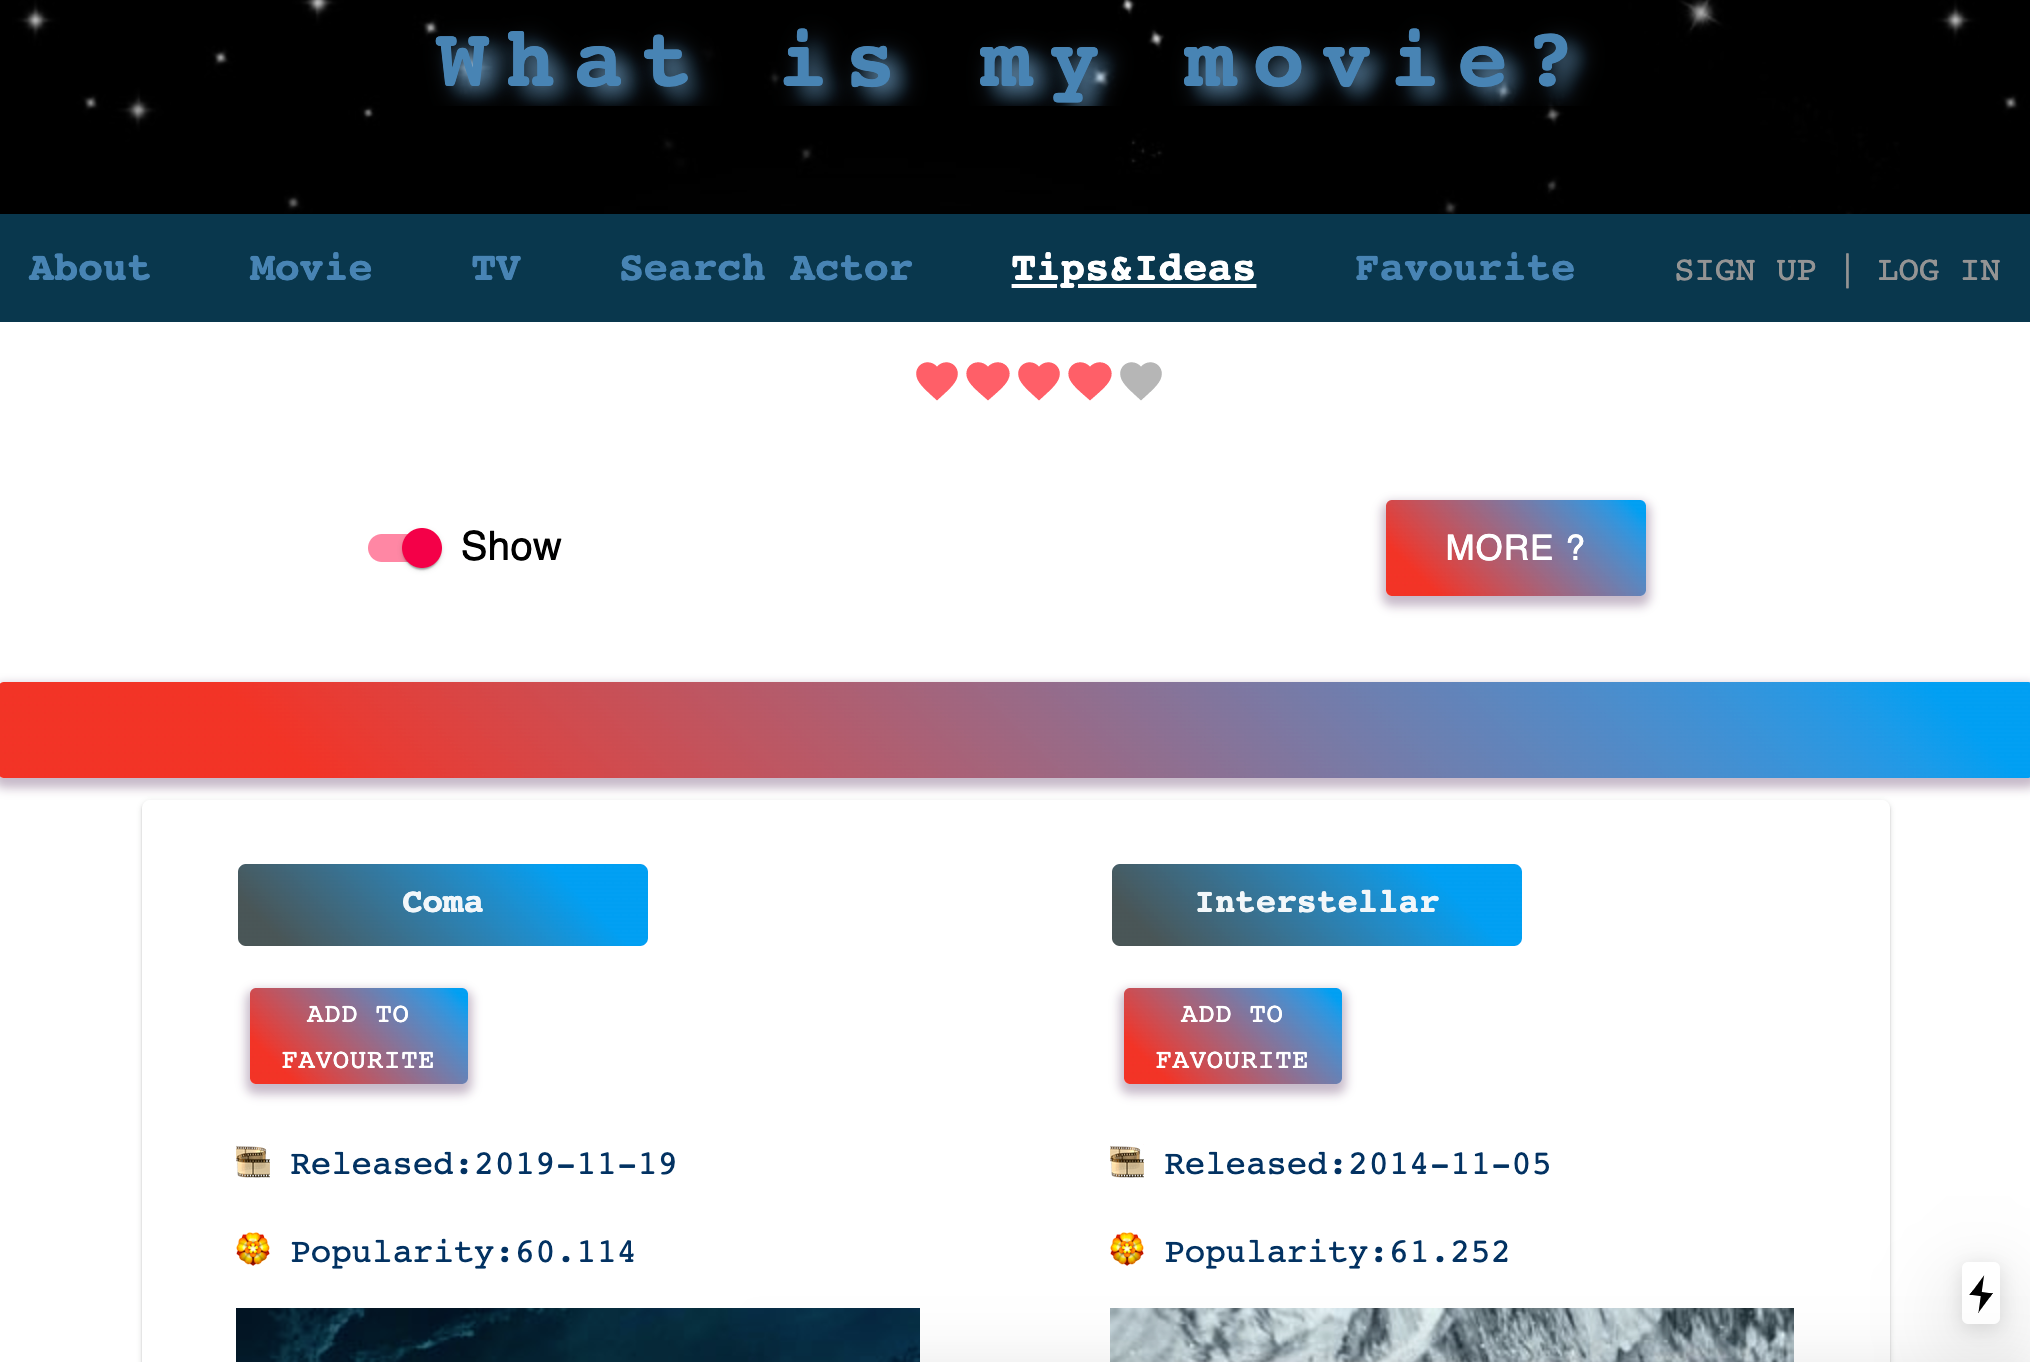 What is my movie?
About Movie TV Search Actor Tips&Ideas Favourite SIGN UP | LOG IN
Show
MORE ?
Coma
Interstellar
ADD TO
FAVOURITE
ADD TO
FAVOURITE
Released:2019-11-19
Released:2014-11-05
Popularity:60.114
Popularity:61.252